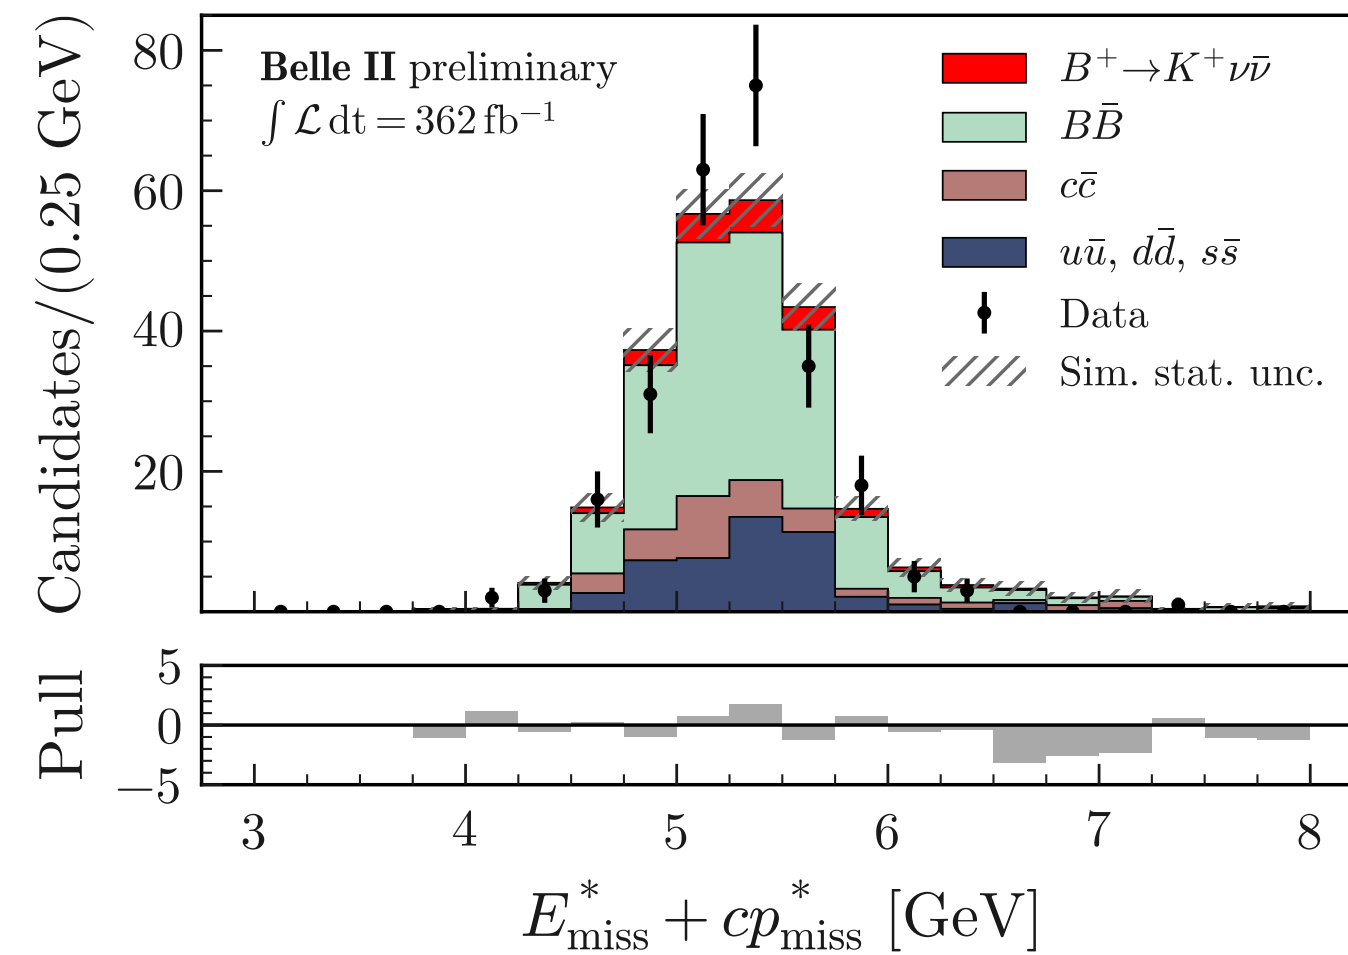 Candidates/(0.25 GeV)
80
60
40
20
Belle II preliminary
∫ ℒ dt = 362 fb⁻¹
B⁺→K⁺νν̄
BB̄
cc̄
uū, dd̄, ss̄
Data
Sim. stat. unc.
Pull
5
0
−5
3 4 5 6 7 8
E*miss + cp*miss [GeV]